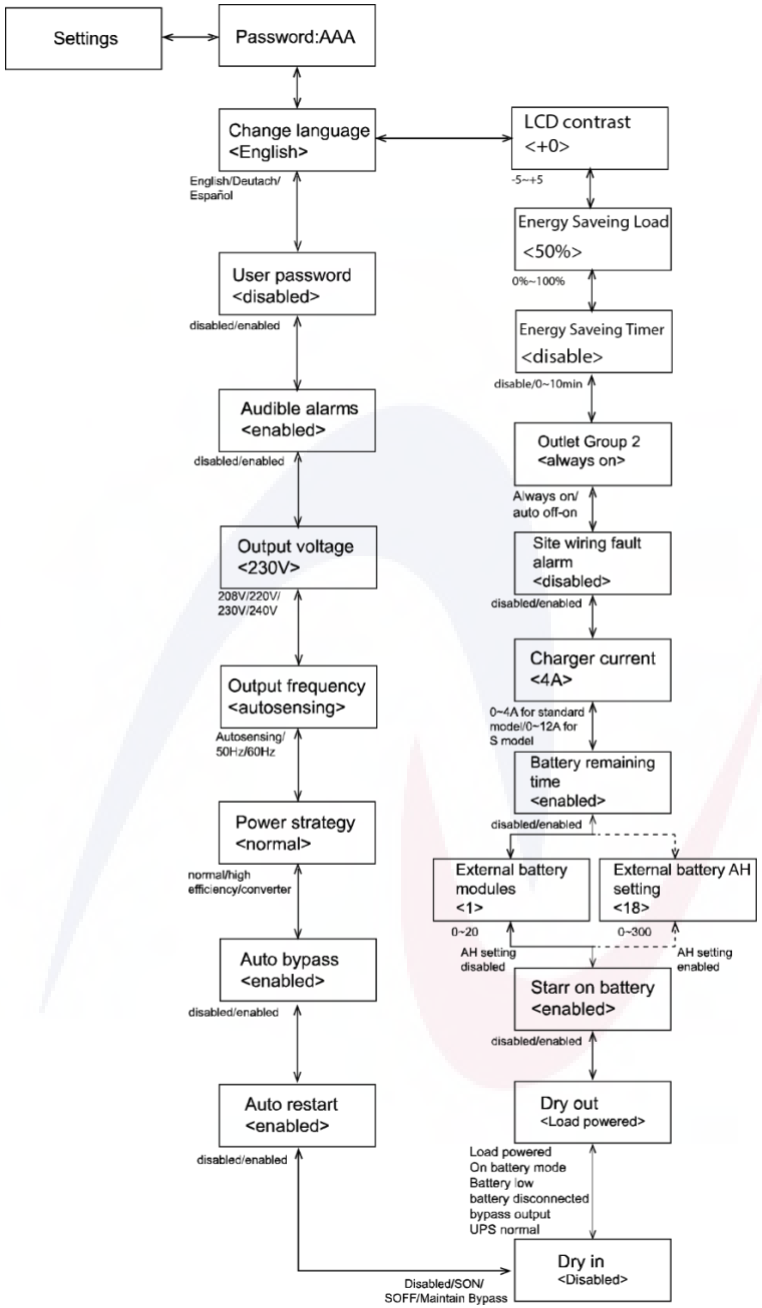 Settings
Password:AAA
Change language
<English>
English/Deutach/
Español
User password
<disabled>
disabled/enabled
Audible alarms
<enabled>
disabled/enabled
Output voltage
<230V>
208V/220V/
230V/240V
Output frequency
<autosensing>
Autosensing/
50Hz/60Hz
Power strategy
<normal>
normal/high
efficiency/converter
Auto bypass
<enabled>
disabled/enabled
Auto restart
<enabled>
disabled/enabled
LCD contrast
<+0>
-5~+5
Energy Saveing Load
<50%>
0%~100%
Energy Saveing Timer
<disable>
disable/0~10min
Outlet Group 2
<always on>
Always on/
auto off-on
Site wiring fault
alarm
<disabled>
disabled/enabled
Charger current
<4A>
0~4A for standard
model/0~12A for
S model
Battery remaining
time
<enabled>
disabled/enabled
External battery
modules
<1>
0~20
AH setting
disabled
External battery AH
setting
<18>
0~300
AH setting
enabled
Starr on battery
<enabled>
disabled/enabled
Dry out
<Load powered>
Load powered
On battery mode
Battery low
battery disconnected
bypass output
UPS normal
Dry in
<Disabled>
Disabled/SON/
SOFF/Maintain Bypass